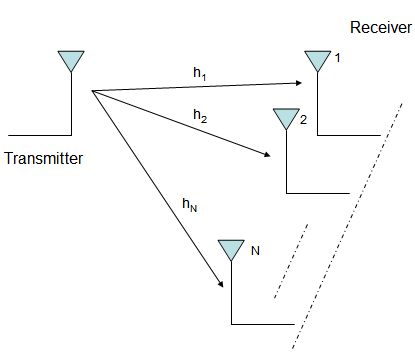 Receiver
1
h1
h2
2
Transmitter
hN
N